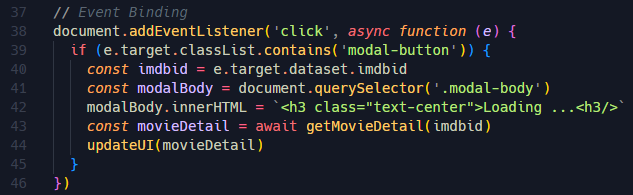 37 // Event Binding
38 document.addEventListener('click', async function (e) {
39 if (e.target.classList.contains('modal-button')) {
40 const imdbid = e.target.dataset.imdbid
41 const modalBody = document.querySelector('.modal-body')
42 modalBody.innerHTML = `<h3 class="text-center">Loading ...<h3/>`
43 const movieDetail = await getMovieDetail(imdbid)
44 updateUI(movieDetail)
45 }
46 })